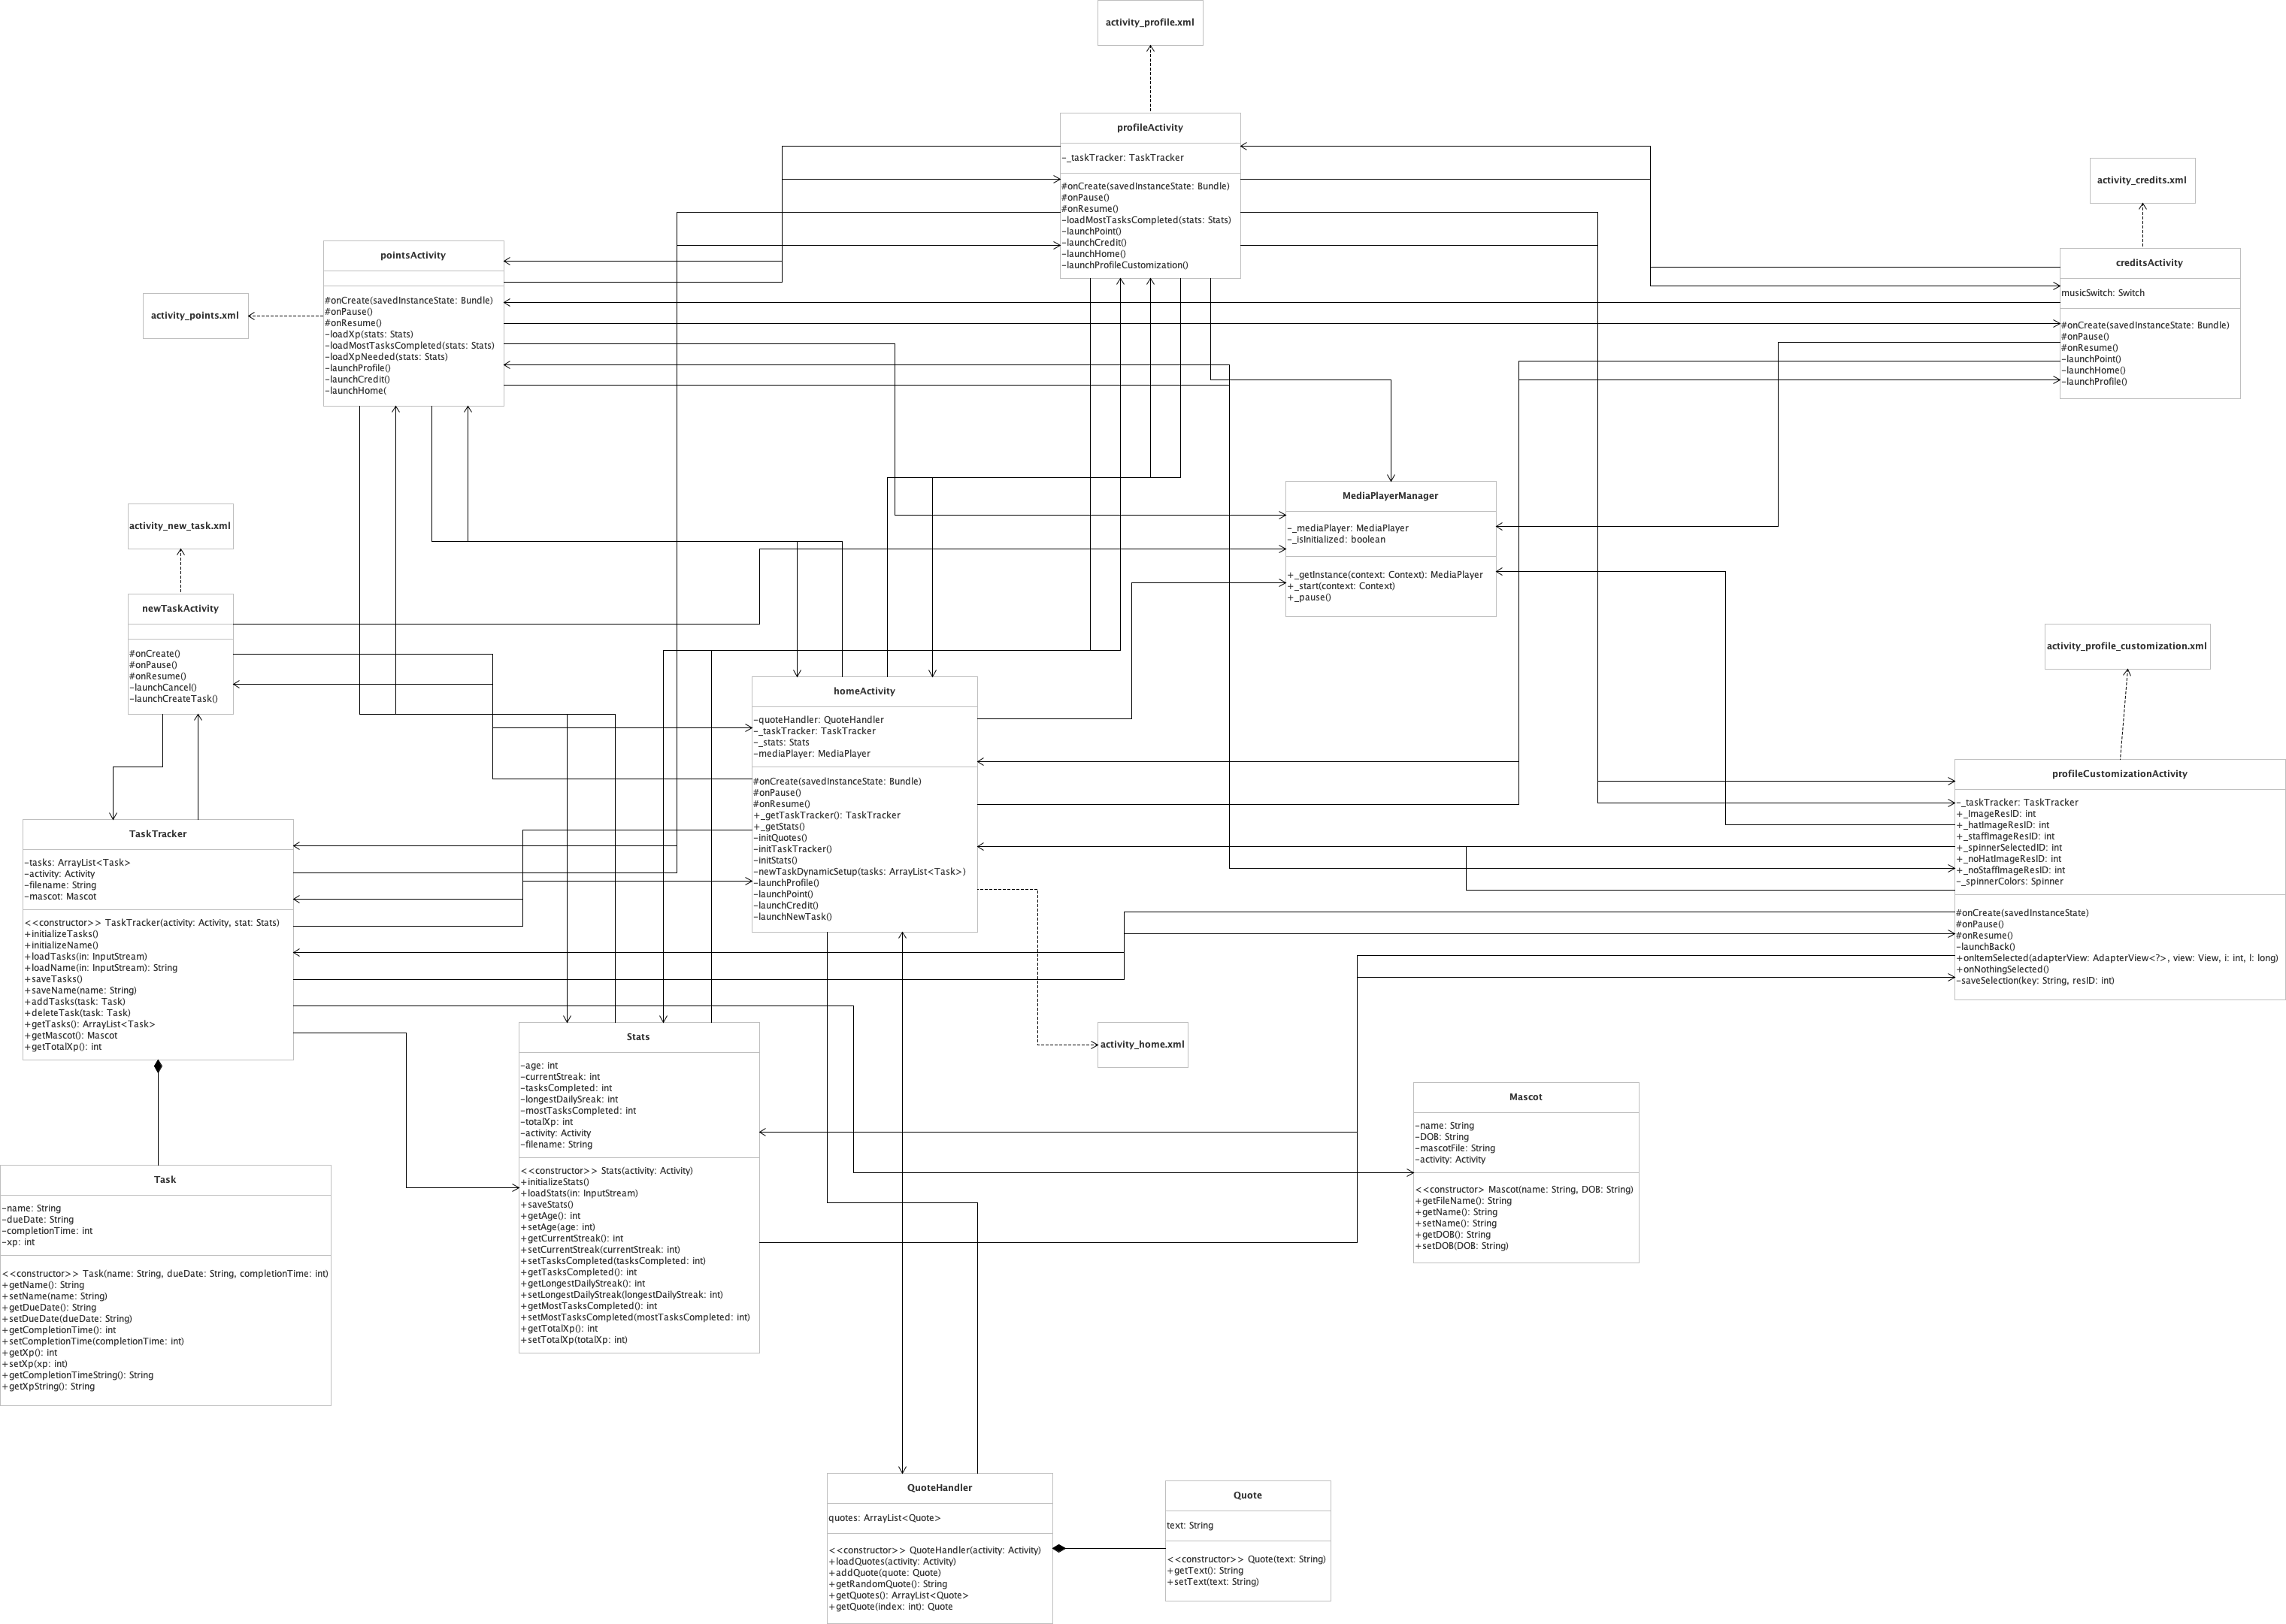 activity_profile.xml
profileActivity
-_taskTracker: TaskTracker
#onCreate(savedInstanceState: Bundle)
#onPause()
#onResume()
-loadMostTasksCompleted(stats: Stats)
-launchPoint()
-launchCredit()
-launchHome()
-launchProfileCustomization()
activity_credits.xml
creditsActivity
musicSwitch: Switch
#onCreate(savedInstanceState: Bundle)
#onPause()
#onResume()
-launchPoint()
-launchHome()
-launchProfile()
pointsActivity
#onCreate(savedInstanceState: Bundle)
#onPause()
#onResume()
-loadXp(stats: Stats)
-loadMostTasksCompleted(stats: Stats)
-loadXpNeeded(stats: Stats)
-launchProfile()
-launchCredit()
-launchHome(
activity_points.xml
MediaPlayerManager
-_mediaPlayer: MediaPlayer
-_isInitialized: boolean
+_getInstance(context: Context): MediaPlayer
+_start(context: Context)
+_pause()
activity_new_task.xml
newTaskActivity
#onCreate()
#onPause()
#onResume()
-launchCancel()
-launchCreateTask()
activity_profile_customization.xml
homeActivity
-quoteHandler: QuoteHandler
-_taskTracker: TaskTracker
-_stats: Stats
-mediaPlayer: MediaPlayer
#onCreate(savedInstanceState: Bundle)
#onPause()
#onResume()
+_getTaskTracker(): TaskTracker
+_getStats()
-initQuotes()
-initTaskTracker()
-initStats()
-newTaskDynamicSetup(tasks: ArrayList<Task>)
-launchProfile()
-launchPoint()
-launchCredit()
-launchNewTask()
profileCustomizationActivity
-_taskTracker: TaskTracker
+_ImageResID: int
+_hatImageResID: int
+_staffImageResID: int
+_spinnerSelectedID: int
+_noHatImageResID: int
+_noStaffImageResID: int
-_spinnerColors: Spinner
#onCreate(savedInstanceState)
#onPause()
#onResume()
-launchBack()
+onItemSelected(adapterView: AdapterView<?>, view: View, i: int, l: long)
+onNothingSelected()
-saveSelection(key: String, resID: int)
TaskTracker
-tasks: ArrayList<Task>
-activity: Activity
-filename: String
-mascot: Mascot
<<constructor>> TaskTracker(activity: Activity, stat: Stats)
+initializeTasks()
+initializeName()
+loadTasks(in: InputStream)
+loadName(in: InputStream): String
+saveTasks()
+saveName(name: String)
+addTasks(task: Task)
+deleteTask(task: Task)
+getTasks(): ArrayList<Task>
+getMascot(): Mascot
+getTotalXp(): int
activity_home.xml
Stats
-age: int
-currentStreak: int
-tasksCompleted: int
-longestDailySreak: int
-mostTasksCompleted: int
-totalXp: int
-activity: Activity
-filename: String
<<constructor>> Stats(activity: Activity)
+initializeStats()
+loadStats(in: InputStream)
+saveStats()
+getAge(): int
+setAge(age: int)
+getCurrentStreak(): int
+setCurrentStreak(currentStreak: int)
+setTasksCompleted(tasksCompleted: int)
+getTasksCompleted(): int
+getLongestDailyStreak(): int
+setLongestDailyStreak(longestDailyStreak: int)
+getMostTasksCompleted(): int
+setMostTasksCompleted(mostTasksCompleted: int)
+getTotalXp(): int
+setTotalXp(totalXp: int)
Mascot
-name: String
-DOB: String
-mascotFile: String
-activity: Activity
<<constructor> Mascot(name: String, DOB: String)
+getFileName(): String
+getName(): String
+setName(): String
+getDOB(): String
+setDOB(DOB: String)
Task
-name: String
-dueDate: String
-completionTime: int
-xp: int
<<constructor>> Task(name: String, dueDate: String, completionTime: int)
+getName(): String
+setName(name: String)
+getDueDate(): String
+setDueDate(dueDate: String)
+getCompletionTime(): int
+setCompletionTime(completionTime: int)
+getXp(): int
+setXp(xp: int)
+getCompletionTimeString(): String
+getXpString(): String
QuoteHandler
quotes: ArrayList<Quote>
<<constructor>> QuoteHandler(activity: Activity)
+loadQuotes(activity: Activity)
+addQuote(quote: Quote)
+getRandomQuote(): String
+getQuotes(): ArrayList<Quote>
+getQuote(index: int): Quote
Quote
text: String
<<constructor>> Quote(text: String)
+getText(): String
+setText(text: String)